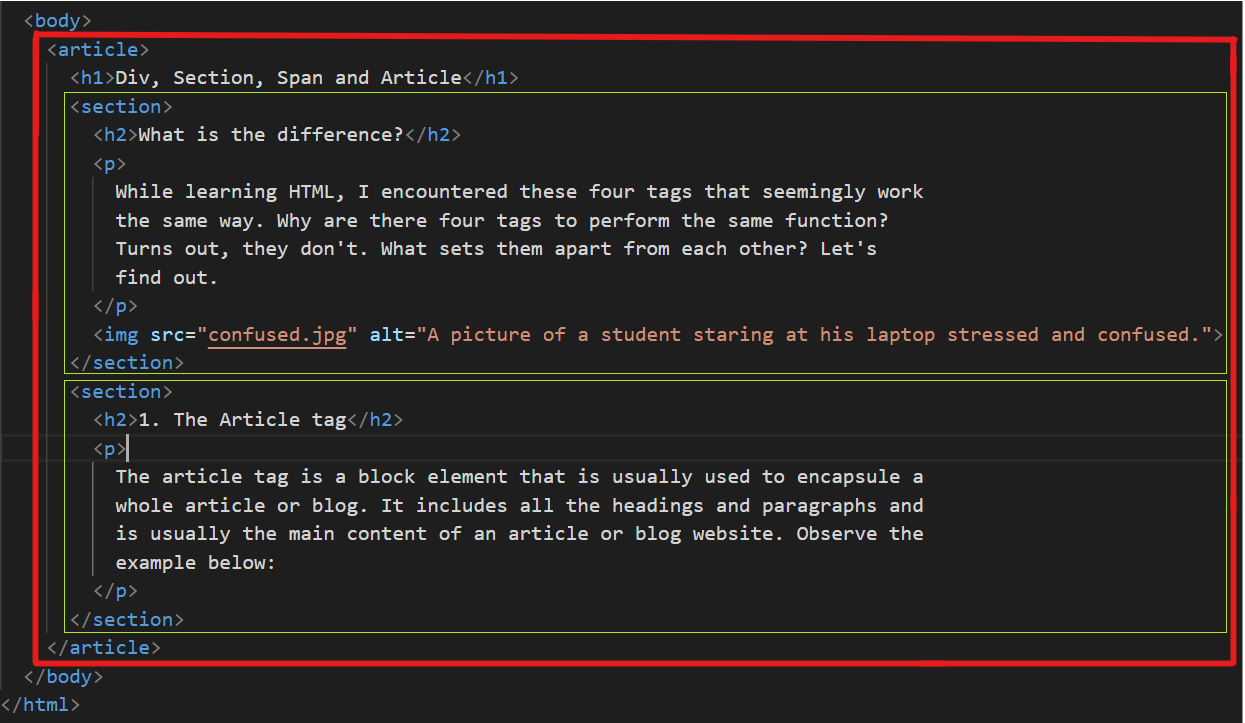 <body>
<article>
<h1>Div, Section, Span and Article</h1>
<section>
<h2>What is the difference?</h2>
<p>
While learning HTML, I encountered these four tags that seemingly work
the same way. Why are there four tags to perform the same function?
Turns out, they don't. What sets them apart from each other? Let's
find out.
</p>
<img src="confused.jpg" alt="A picture of a student staring at his laptop stressed and confused.">
</section>
<section>
<h2>1. The Article tag</h2>
<p>
The article tag is a block element that is usually used to encapsule a
whole article or blog. It includes all the headings and paragraphs and
is usually the main content of an article or blog website. Observe the
example below:
</p>
</section>
</article>
</body>
</html>